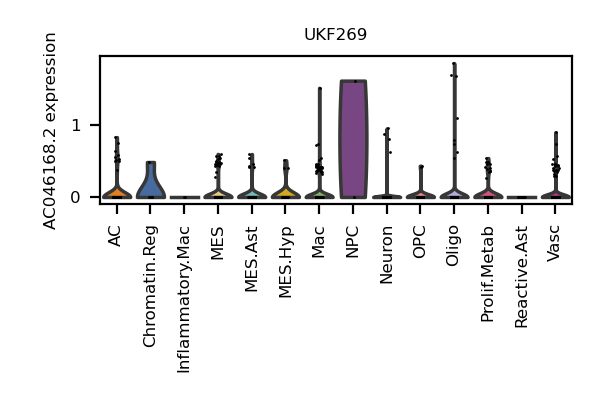 UKF269
AC046168.2 expression
1
0
AC
Chromatin.Reg
Inflammatory.Mac
MES
MES.Ast
MES.Hyp
Mac
NPC
Neuron
OPC
Oligo
Prolif.Metab
Reactive.Ast
Vasc